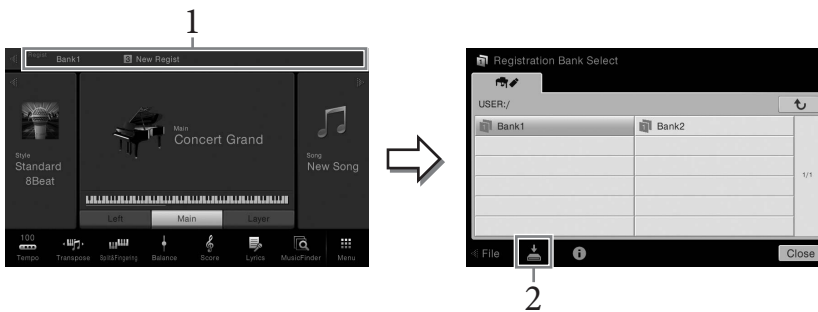 1
Regist
Bank1
New Regist
Style
Standard
8Beat
Main
Concert Grand
Song
New Song
Left
Main
Layer
100
Tempo
Transpose
Split&Fingering
Balance
Score
Lyrics
MusicFinder
Menu
Registration Bank Select
USER:/
Bank1
Bank2
1/1
File
Close
2